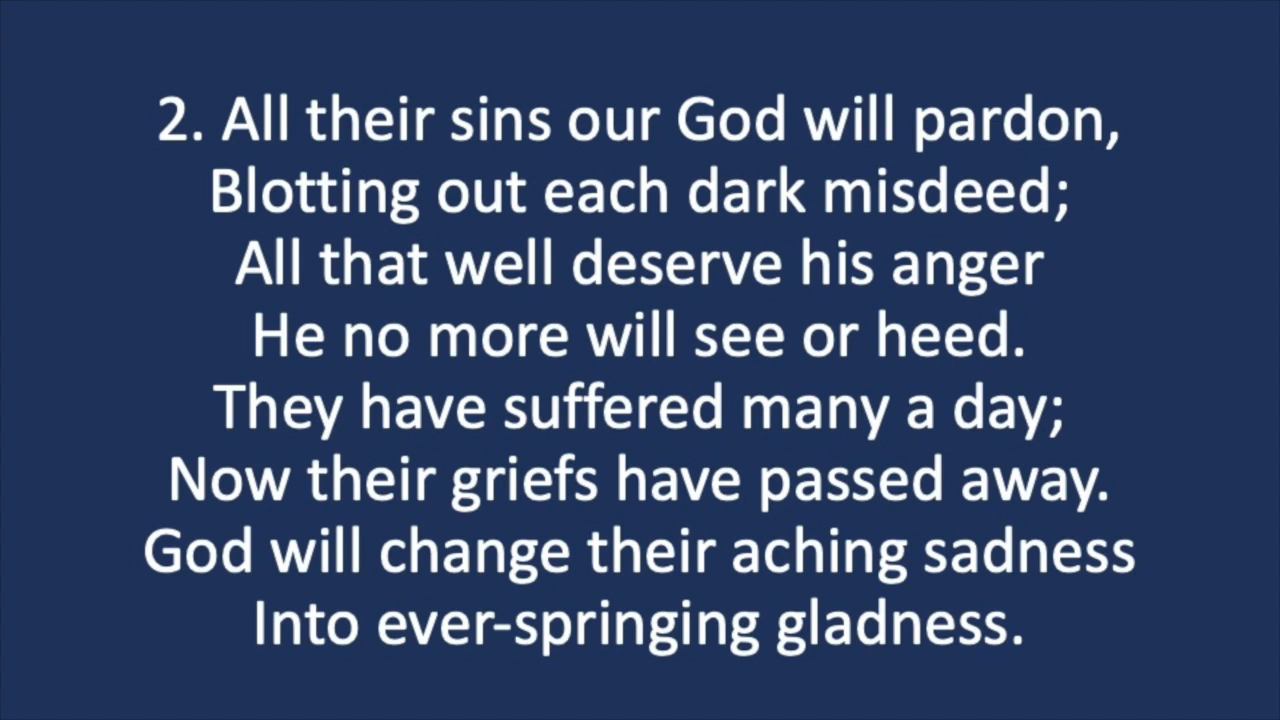 2. All their sins our God will pardon,
Blotting out each dark misdeed;
All that well deserve his anger
He no more will see or heed.
They have suffered many a day;
Now their griefs have passed away.
God will change their aching sadness
Into ever-springing gladness.